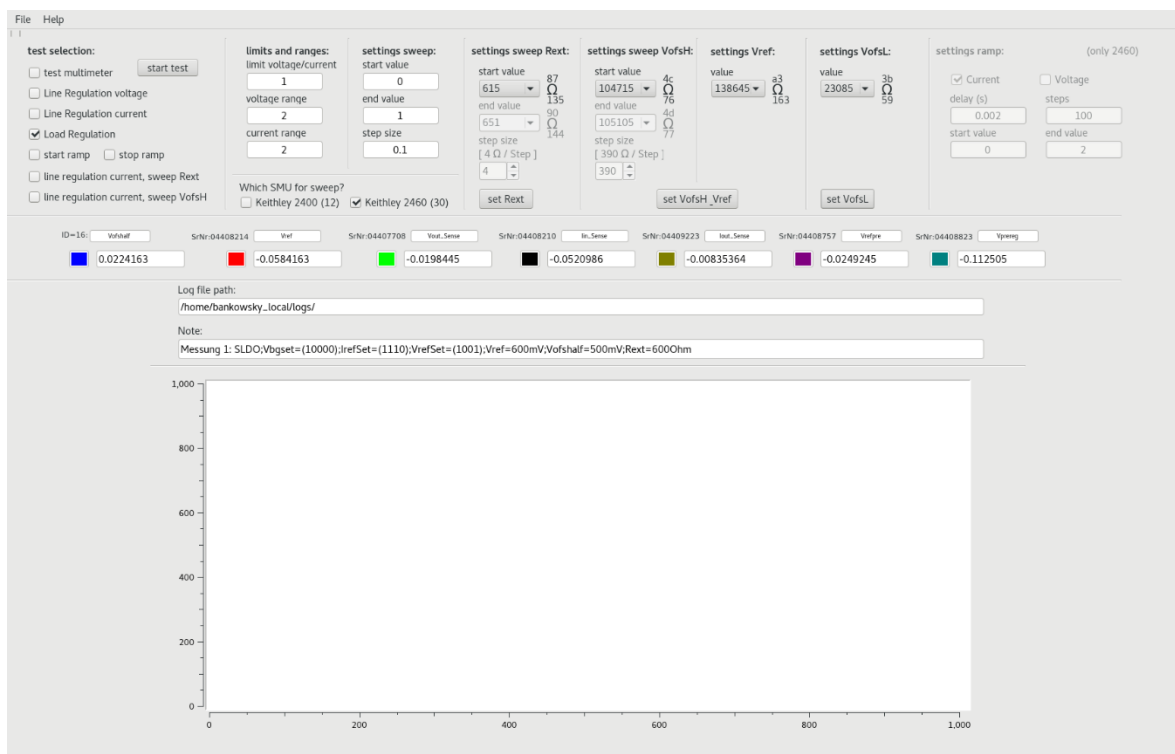 File Help
test selection:
test multimeter
start test
Line Regulation voltage
Line Regulation current
Load Regulation
start ramp stop ramp
line regulation current, sweep Rext
line regulation current, sweep VofsH
limits and ranges:
limit voltage/current
1
voltage range
2
current range
2
settings sweep:
start value
0
end value
1
step size
0.1
Which SMU for sweep?
Keithley 2400 (12) Keithley 2460 (30)
settings sweep Rext:
start value
615
87
Ω
135
end value
651
90
Ω
144
step size
[ 4 Ω / Step ]
4
set Rext
settings sweep VofsH:
start value
104715
4c
Ω
76
end value
105105
4d
Ω
77
step size
[ 390 Ω / Step ]
390
set VofsH_Vref
settings Vref:
value
138645
a3
Ω
163
settings VofsL:
value
23085
3b
Ω
59
set VofsL
settings ramp: (only 2460)
Current Voltage
delay (s) steps
0.002 100
start value end value
0 2
ID=16: Vofshalf SrNr:04408214 Vref SrNr:04407708 Vout_Sense SrNr:04408210 Iin_Sense SrNr:04409223 Iout_Sense SrNr:04408757 Vrefpre SrNr:04408823 Vprereg
0.0224163 -0.0584163 -0.0198445 -0.0520986 -0.00835364 -0.0249245 -0.112505
Log file path:
/home/bankowsky_local/logs/
Note:
Messung 1: SLDO;Vbgset=(10000);IrefSet=(1110);VrefSet=(1001);Vref=600mV;Vofshalf=500mV;Rext=600Ohm
1,000
800
600
400
200
0
0 200 400 600 800 1,000